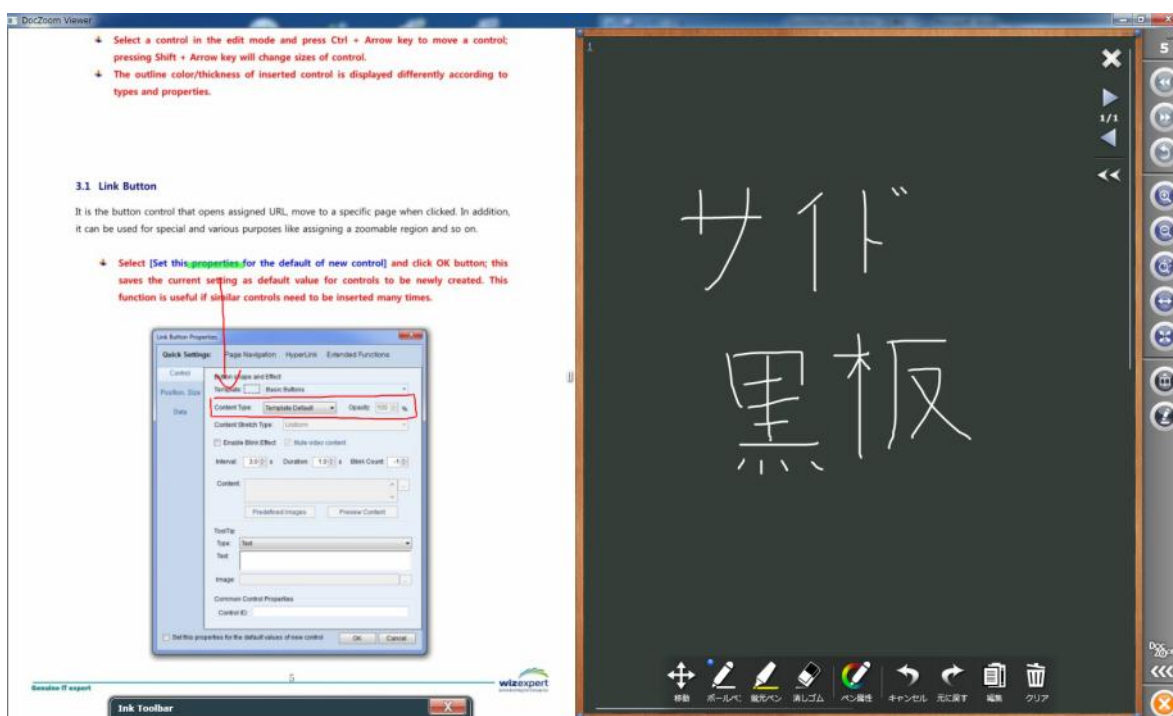 DocZoom Viewer
Select a control in the edit mode and press Ctrl + Arrow key to move a control;
pressing Shift + Arrow key will change sizes of control.
The outline color/thickness of inserted control is displayed differently according to
types and properties.
3.1 Link Button
It is the button control that opens assigned URL, move to a specific page when clicked. In addition,
it can be used for special and various purposes like assigning a zoomable region and so on.
Select [Set this properties for the default of new control] and click OK button; this
saves the current setting as default value for controls to be newly created. This
function is useful if similar controls need to be inserted many times.
Link Button Properties
Quick Settings: Page Navigation HyperLink Extended Functions
Control
Position, Size
Data
Button Shape and Effect
Template: Basic Buttons
Content Type: Template Default Opacity: 100 %
Content Stretch Type: Uniform
Enable Blink Effect Mute video content
Interval: 3.0 s Duration: 1.0 s Blink Count: -1
Content:
Predefined Images Preview Content
ToolTip
Type: Text
Text:
Image:
Common Control Properties
Control ID:
Set this properties for the default values of new control OK Cancel
5
Genuine IT expert
wizexpert
Ink Toolbar X
1
1/1
サイド
黒板
移動 ボールペ: 蛍光ペン 消しゴム ペン属性 キャンセル 元に戻す 編集 クリア
5